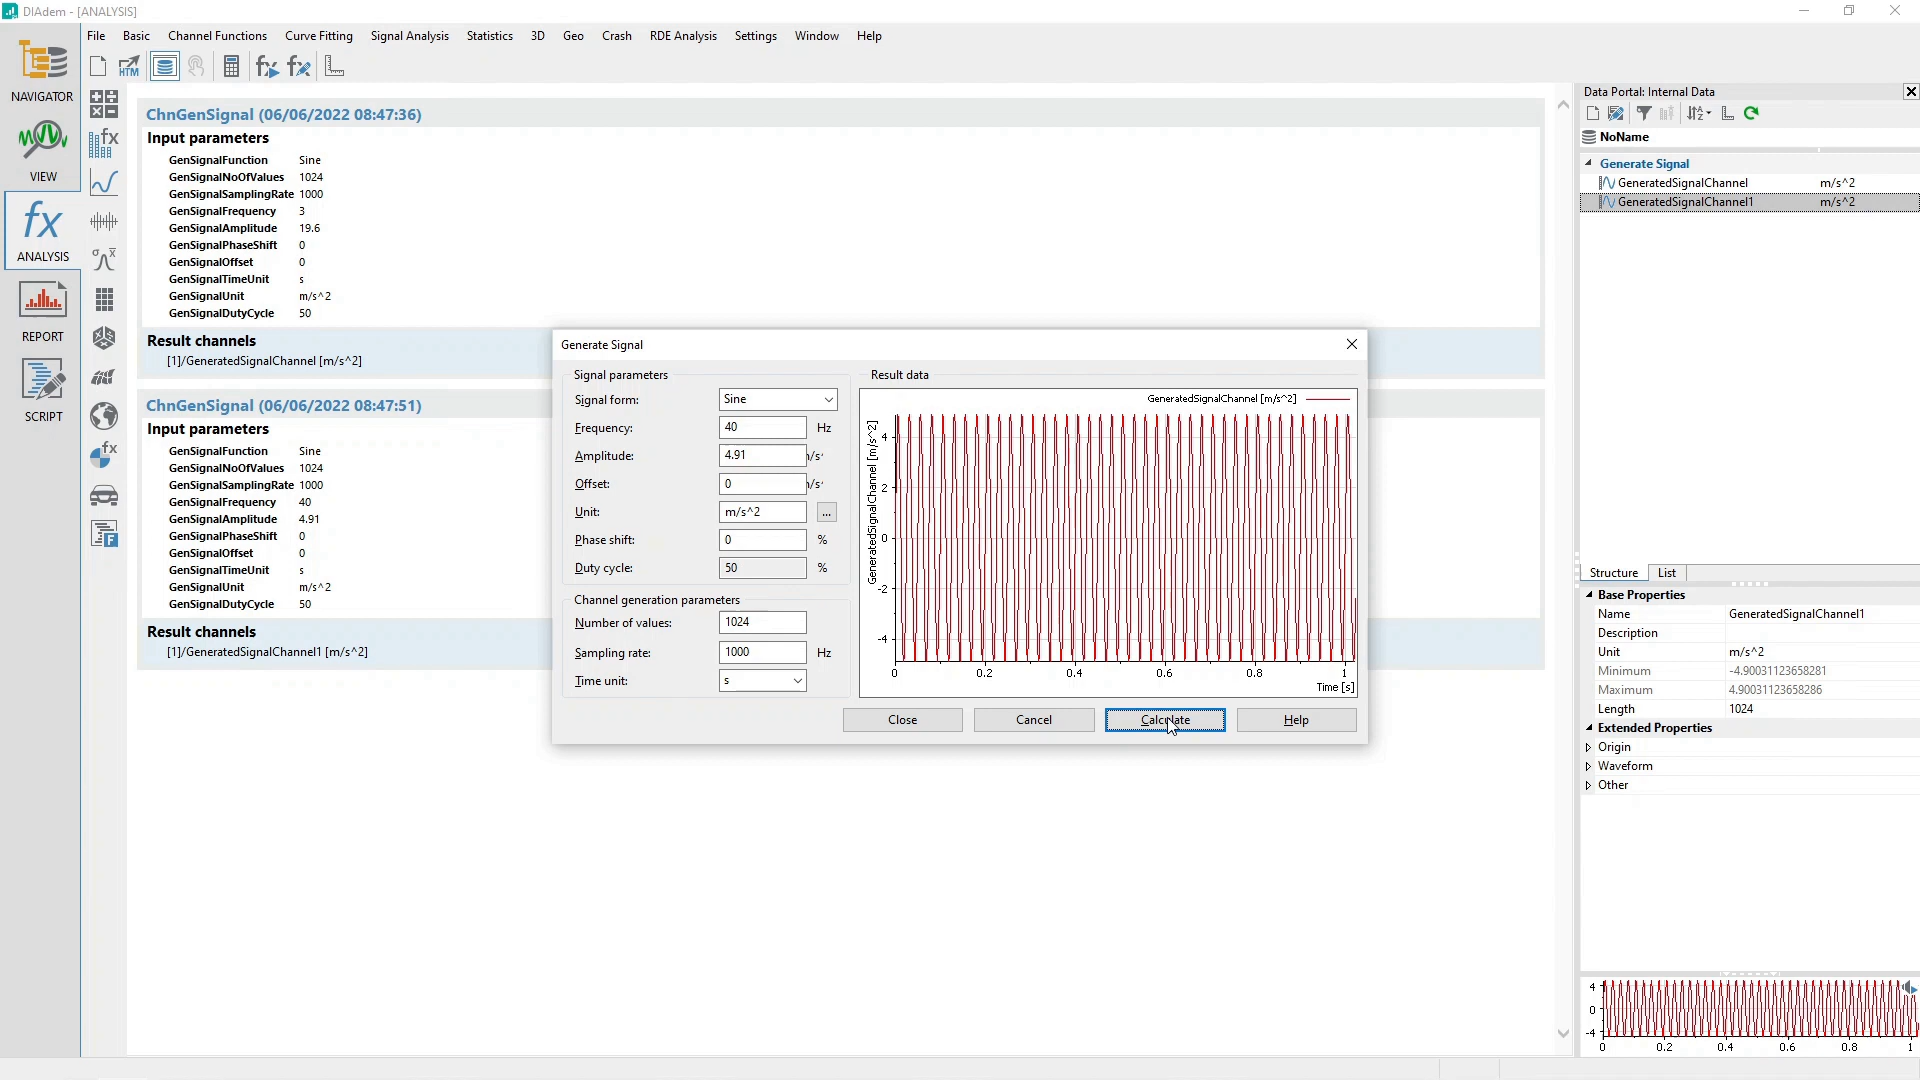 DIAdem - [ANALYSIS]
File Basic Channel Functions Curve Fitting Signal Analysis Statistics 3D Geo Crash RDE Analysis Settings Window Help
NAVIGATOR
VIEW
fx
ANALYSIS
REPORT
SCRIPT
HTM
fx
fx
fx
fx
ChnGenSignal (06/06/2022 08:47:36)
Input parameters
GenSignalFunction Sine
GenSignalNoOfValues 1024
GenSignalSamplingRate 1000
GenSignalFrequency 3
GenSignalAmplitude 19.6
GenSignalPhaseShift 0
GenSignalOffset 0
GenSignalTimeUnit s
GenSignalUnit m/s^2
GenSignalDutyCycle 50
Result channels
[1]/GeneratedSignalChannel [m/s^2]
ChnGenSignal (06/06/2022 08:47:51)
Input parameters
GenSignalFunction Sine
GenSignalNoOfValues 1024
GenSignalSamplingRate 1000
GenSignalFrequency 40
GenSignalAmplitude 4.91
GenSignalPhaseShift 0
GenSignalOffset 0
GenSignalTimeUnit s
GenSignalUnit m/s^2
GenSignalDutyCycle 50
Result channels
[1]/GeneratedSignalChannel1 [m/s^2]
Generate Signal
Signal parameters
Signal form: Sine
Frequency: 40 Hz
Amplitude: 4.91
Offset: 0
Unit: m/s^2 ...
Phase shift: 0 %
Duty cycle: 50 %
Channel generation parameters
Number of values: 1024
Sampling rate: 1000 Hz
Time unit: s
Result data
GeneratedSignalChannel [m/s^2]
GeneratedSignalChannel [m/s^2]
4
2
0
-2
-4
0 0.2 0.4 0.6 0.8 1
Time [s]
Close Cancel Calculate Help
Data Portal: Internal Data
NoName
Generate Signal
GeneratedSignalChannel m/s^2
GeneratedSignalChannel1 m/s^2
Structure List
Base Properties
Name GeneratedSignalChannel1
Description
Unit m/s^2
Minimum -4.90031123658281
Maximum 4.90031123658286
Length 1024
Extended Properties
Origin
Waveform
Other
4
0
-4
0 0.2 0.4 0.6 0.8 1